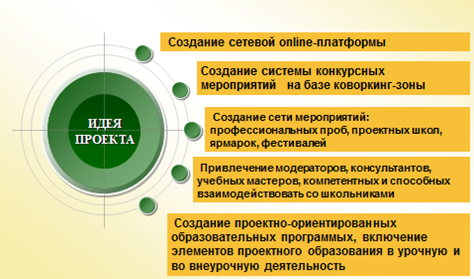 Создание сетевой online-платформы
Создание системы конкурсных
мероприятий на базе коворкинг-зоны
ИДЕЯ
ПРОЕКТА
Создание сети мероприятий:
профессиональных проб, проектных школ,
ярмарок, фестивалей
Привлечение модераторов, консультантов,
учебных мастеров, компетентных и способных
взаимодействовать со школьниками
Создание проектно-ориентированных
образовательных программных, включение
элементов проектного образования в урочную и
во внеурочную деятельность